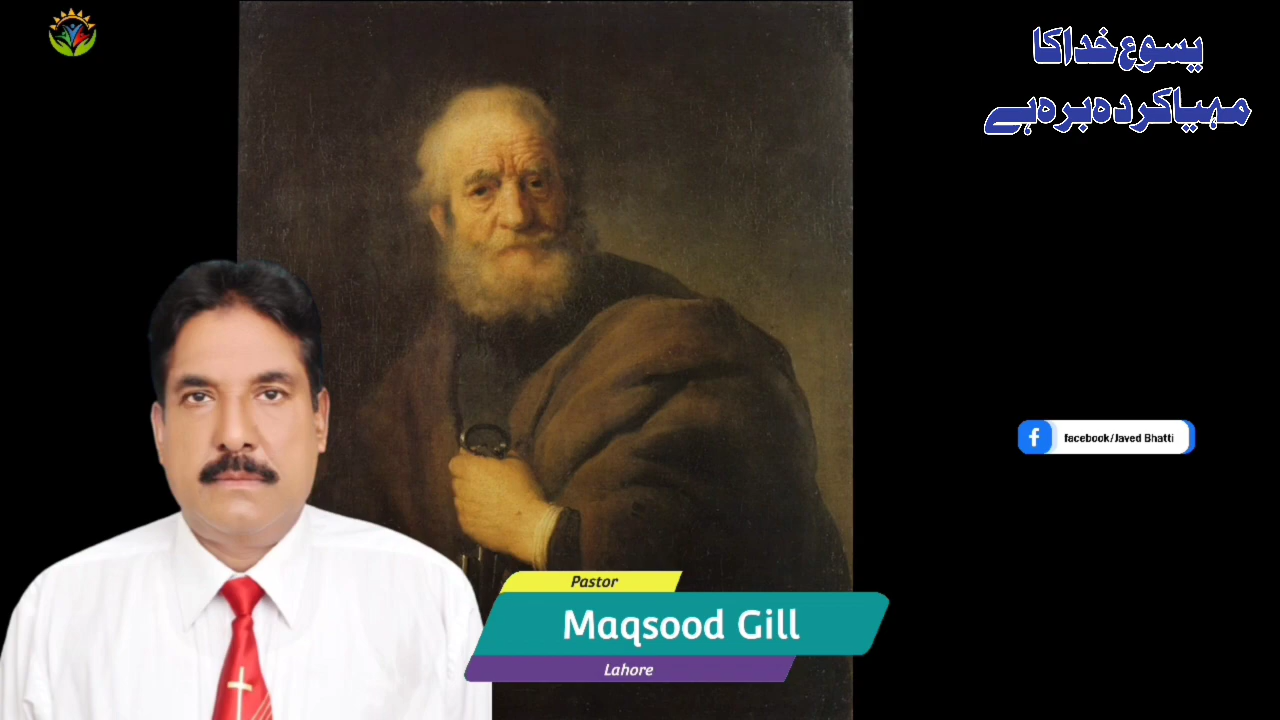 یسوع خدا کا
مہیا کردہ برہ ہے
facebook/Javed Bhatti
Pastor
Maqsood Gill
Lahore